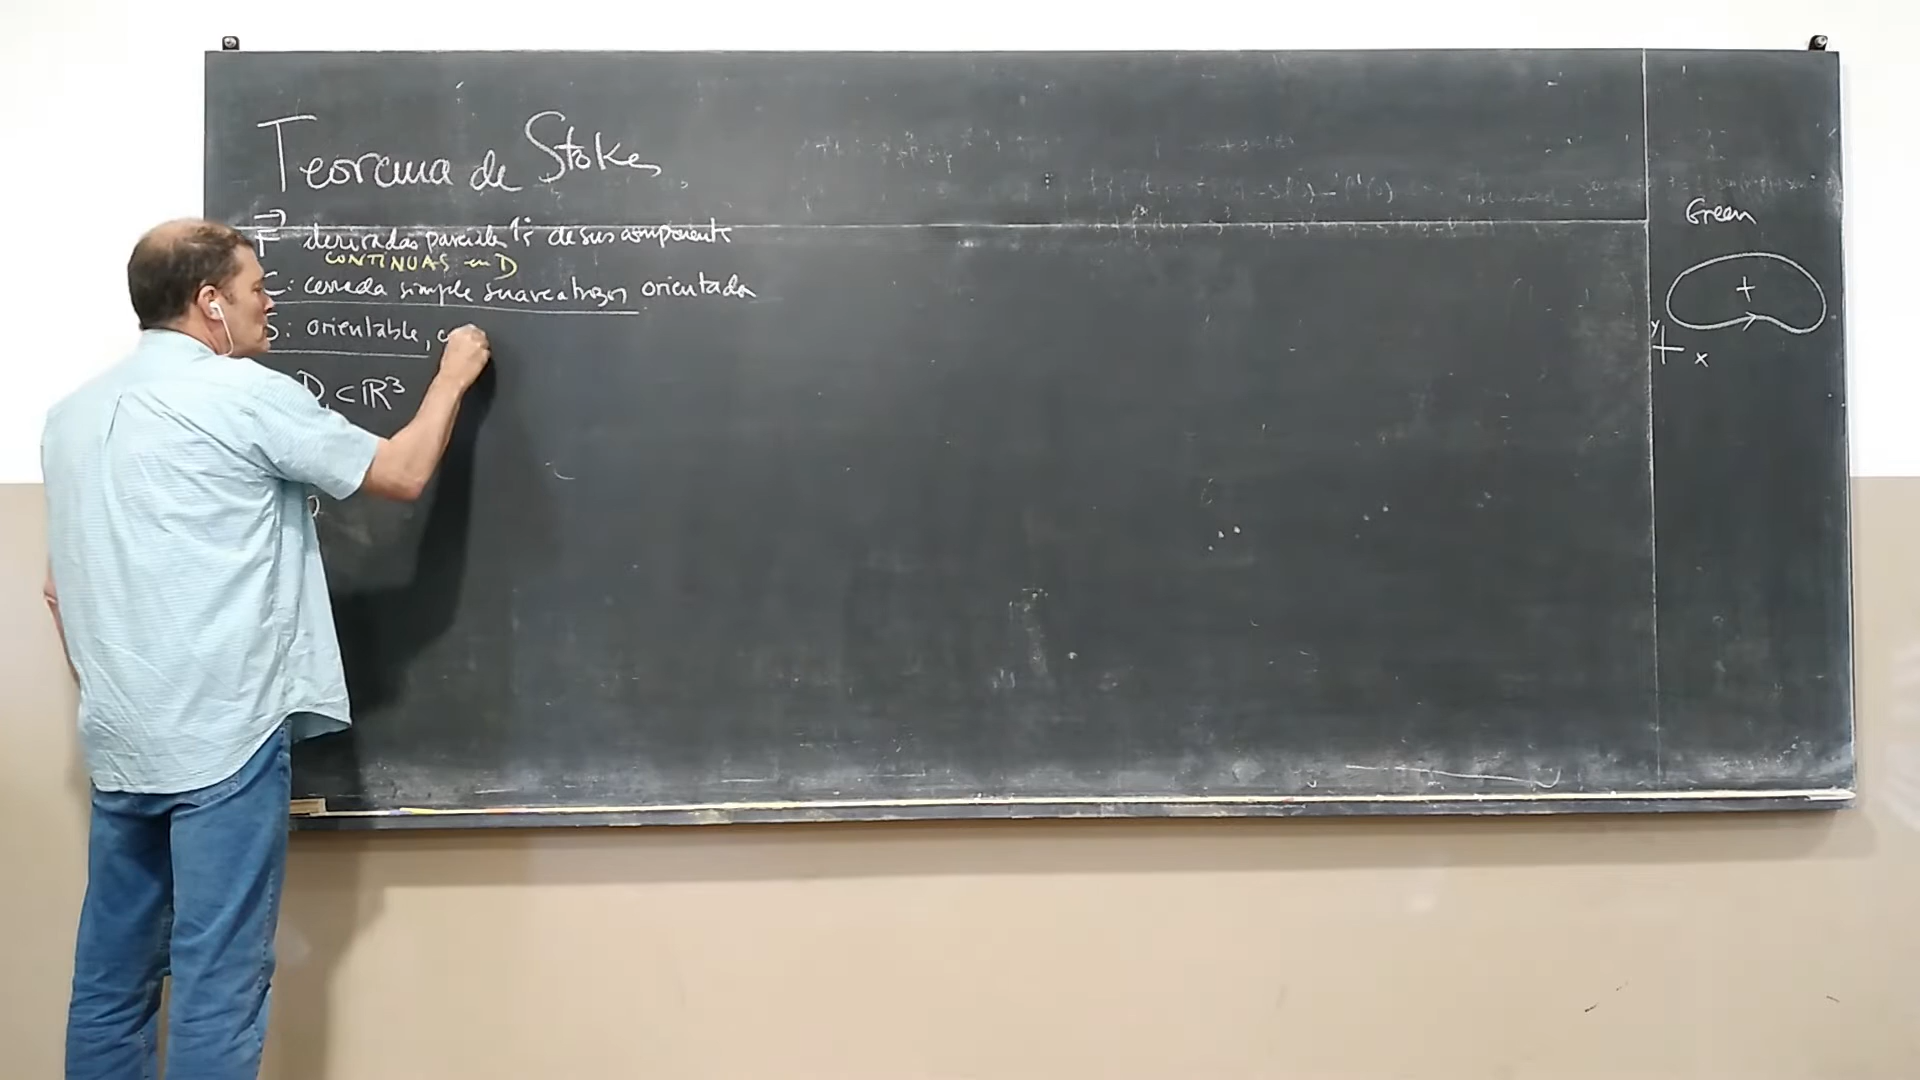 Teorema de Stokes
F derivadas parciales 1ᵃˢ de sus componentes
CONTINUAS en D
C: cerrada simple suave a trozos orientada
S: orientable, c
D ⊂ ℝ³
Green
+
y
x